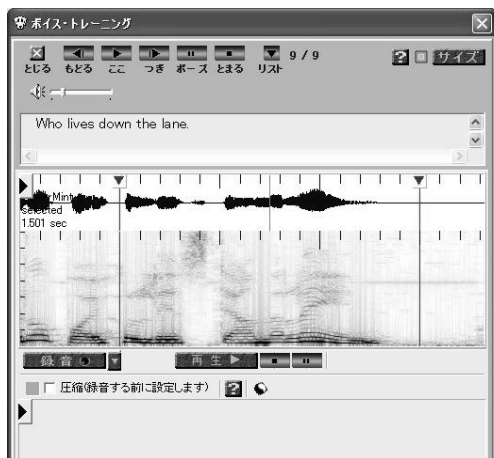 ボイス・トレーニング
とじる もどる ここ つぎ ポーズ とまる リスト 9 / 9 ? サイズ
Who lives down the lane.
Mint
selected
1.501 sec
録音 再生
圧縮(録音する前に設定します) ?